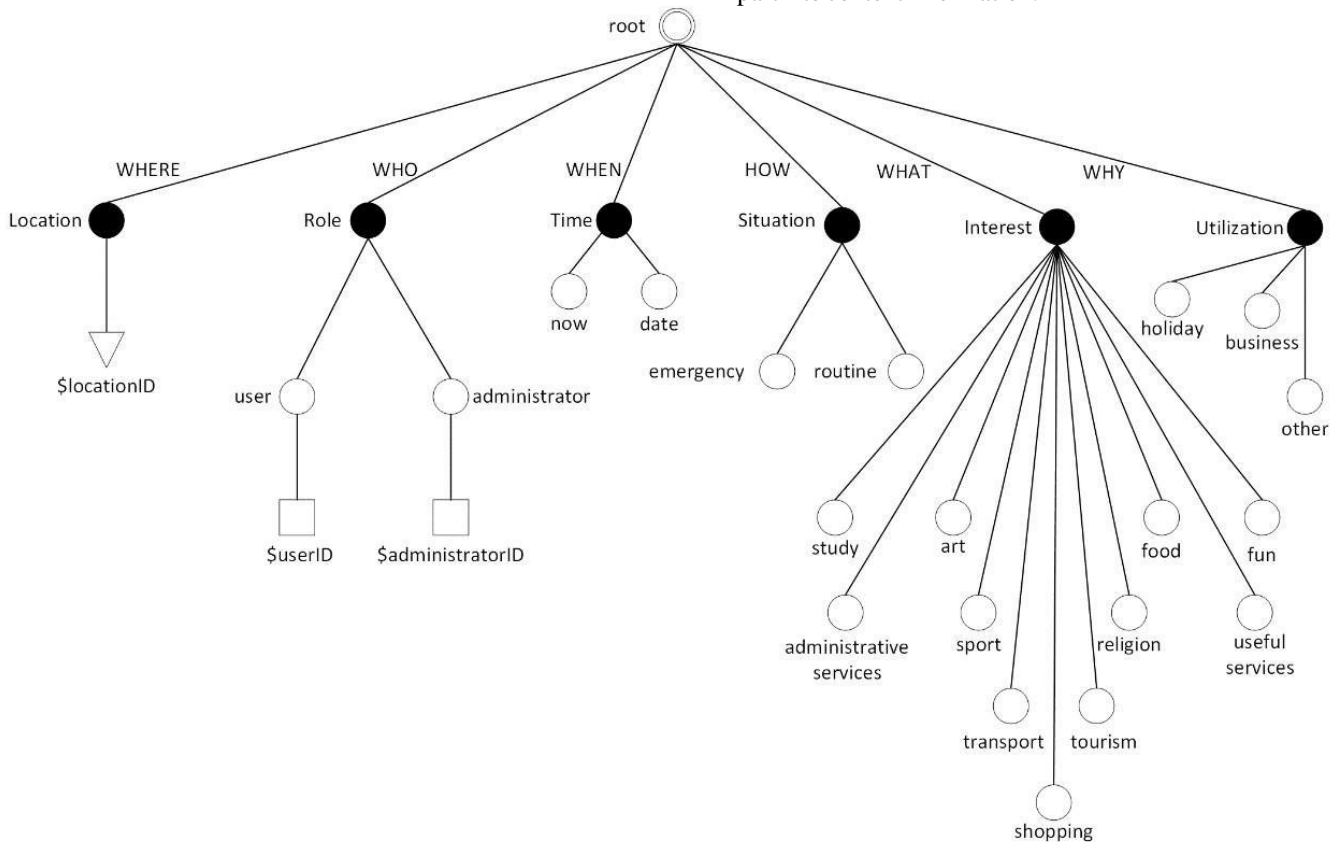 root
WHERE
WHO
WHEN
HOW
WHAT
WHY
Location
Role
Time
Situation
Interest
Utilization
now
date
holiday
business
$locationID
emergency
routine
user
administrator
other
$userID
$administratorID
study
art
food
fun
administrative
services
sport
religion
useful
services
transport
tourism
shopping